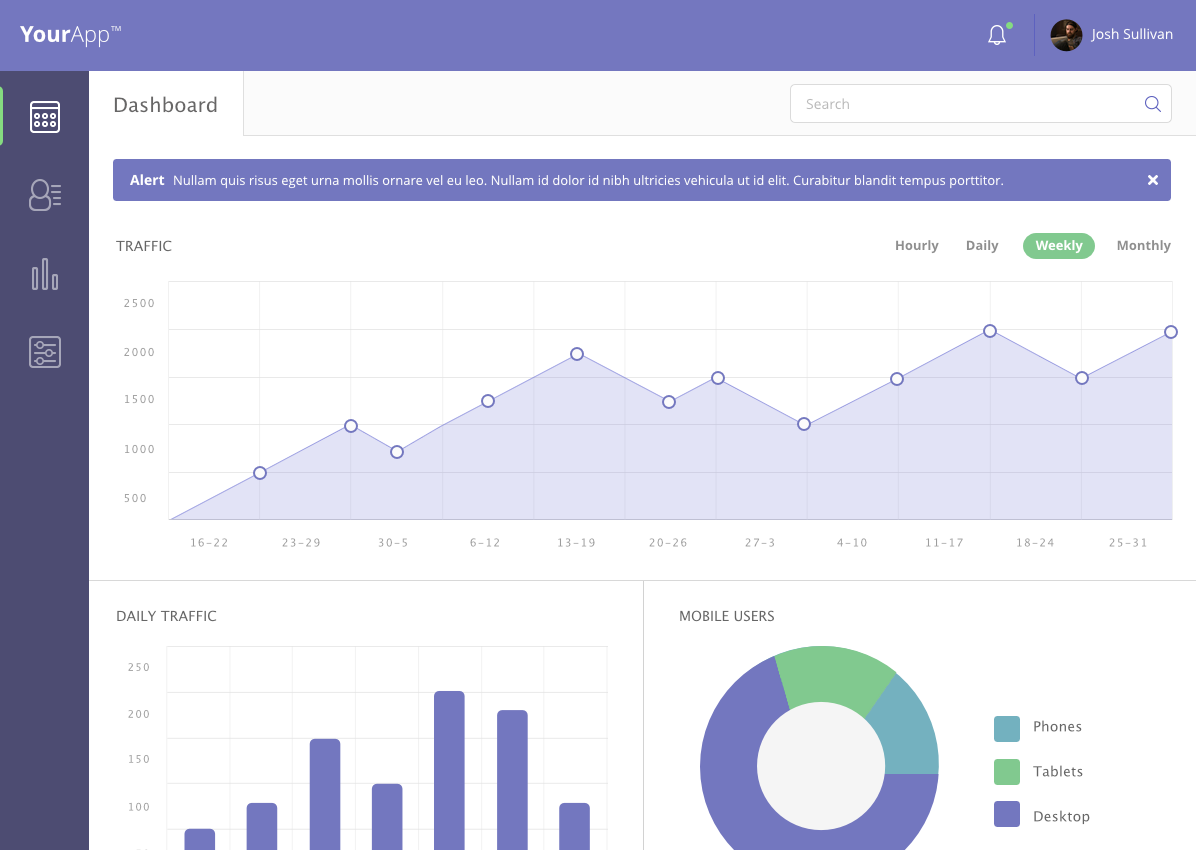 YourApp™
Josh Sullivan
Dashboard
Search
Alert Nullam quis risus eget urna mollis ornare vel eu leo. Nullam id dolor id nibh ultricies vehicula ut id elit. Curabitur blandit tempus porttitor.
TRAFFIC
Hourly Daily Weekly Monthly
2500
2000
1500
1000
500
16–22 23–29 30–5 6–12 13–19 20–26 27–3 4–10 11–17 18–24 25–31
DAILY TRAFFIC
250
200
150
100
MOBILE USERS
Phones
Tablets
Desktop